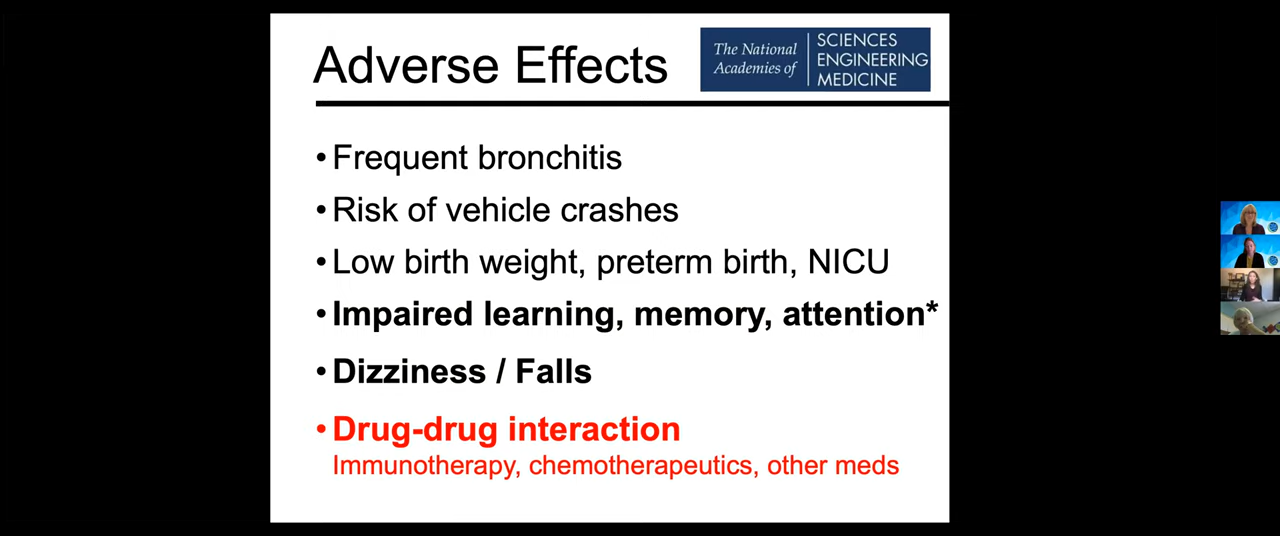 Adverse Effects
The National
Academies of
SCIENCES
ENGINEERING
MEDICINE
•Frequent bronchitis
•Risk of vehicle crashes
•Low birth weight, preterm birth, NICU
•Impaired learning, memory, attention*
•Dizziness / Falls
•Drug-drug interaction
Immunotherapy, chemotherapeutics, other meds